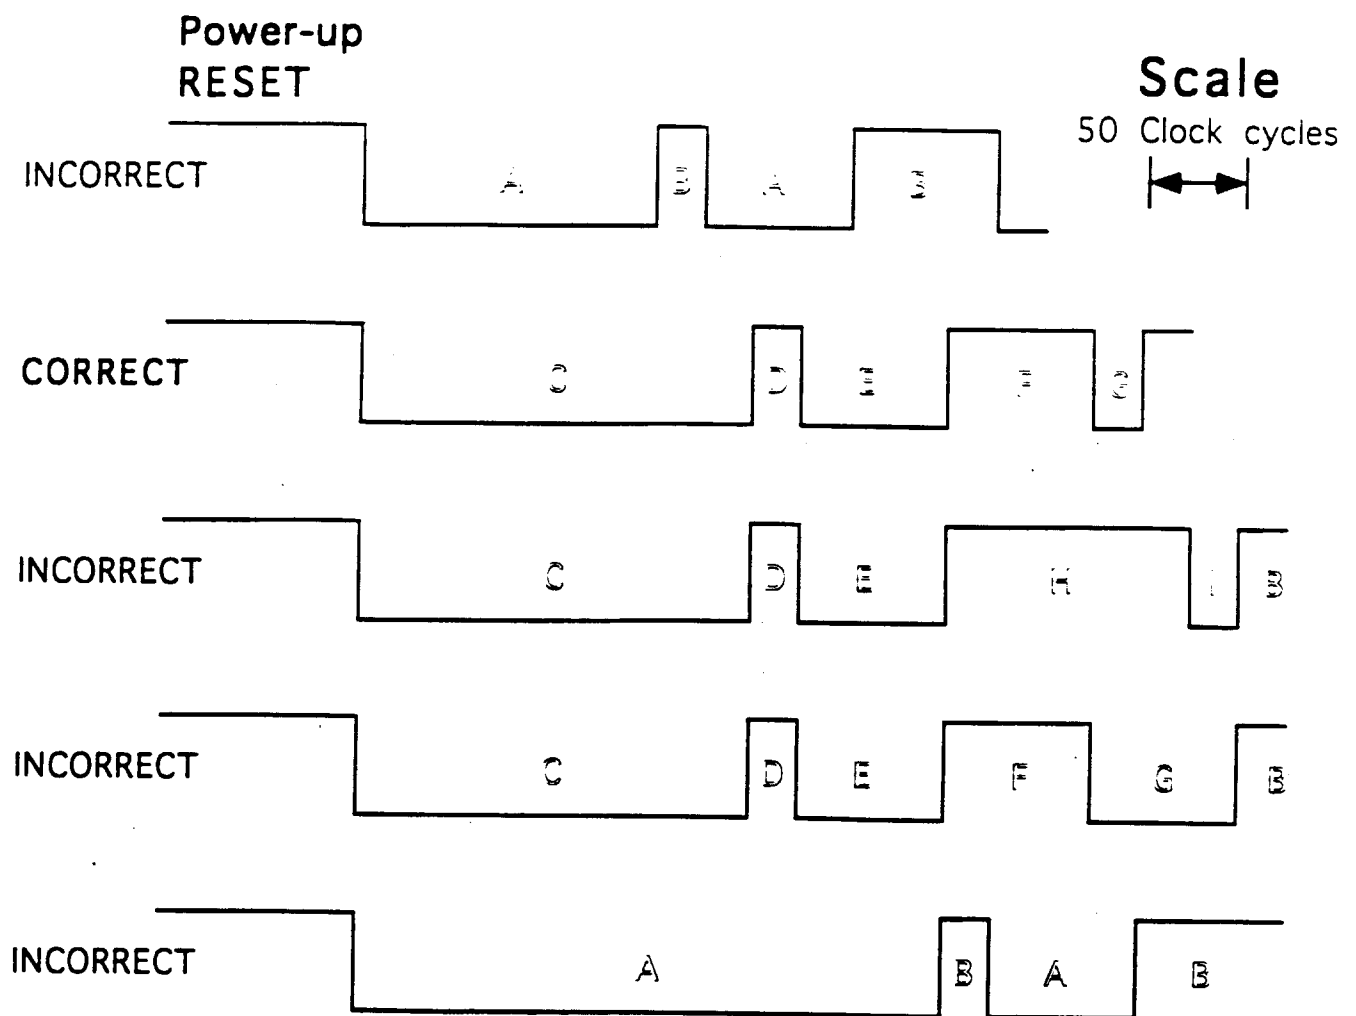 Power-up
RESET
Scale
50 Clock cycles
INCORRECT
A A
CORRECT
C E
INCORRECT
C D E H B
INCORRECT
C D E F G B
INCORRECT
A B A B